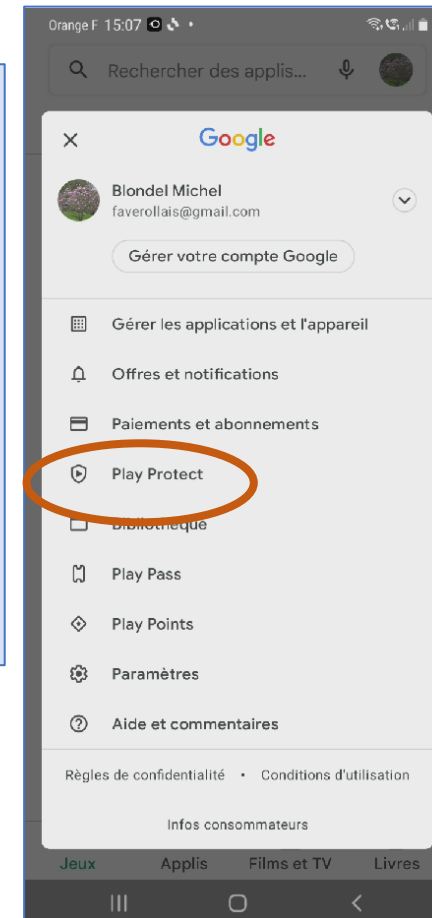 Orange F 15:07
Rechercher des applis...
Google
Blondel Michel
faverollais@gmail.com
Gérer votre compte Google
Gérer les applications et l'appareil
Offres et notifications
Paiements et abonnements
Play Protect
Bibliothèque
Play Pass
Play Points
Paramètres
Aide et commentaires
Règles de confidentialité • Conditions d'utilisation
Infos consommateurs
Jeux Applis Films et TV Livres